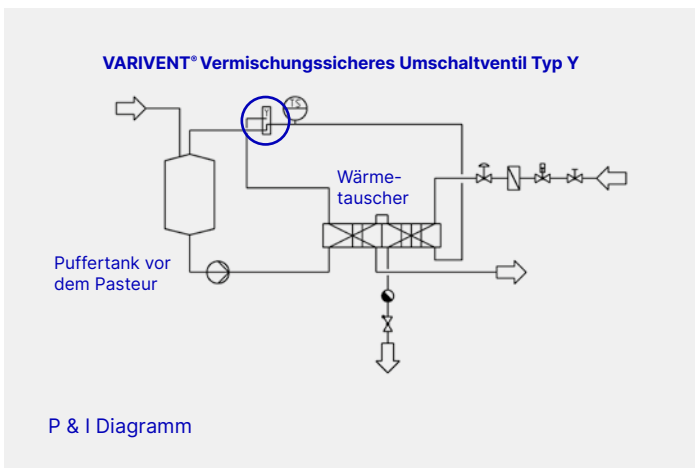 VARIVENT® Vermischungssicheres Umschaltventil Typ Y
Y
TS
Wärme-
tauscher
Puffertank vor
dem Pasteur
P & I Diagramm